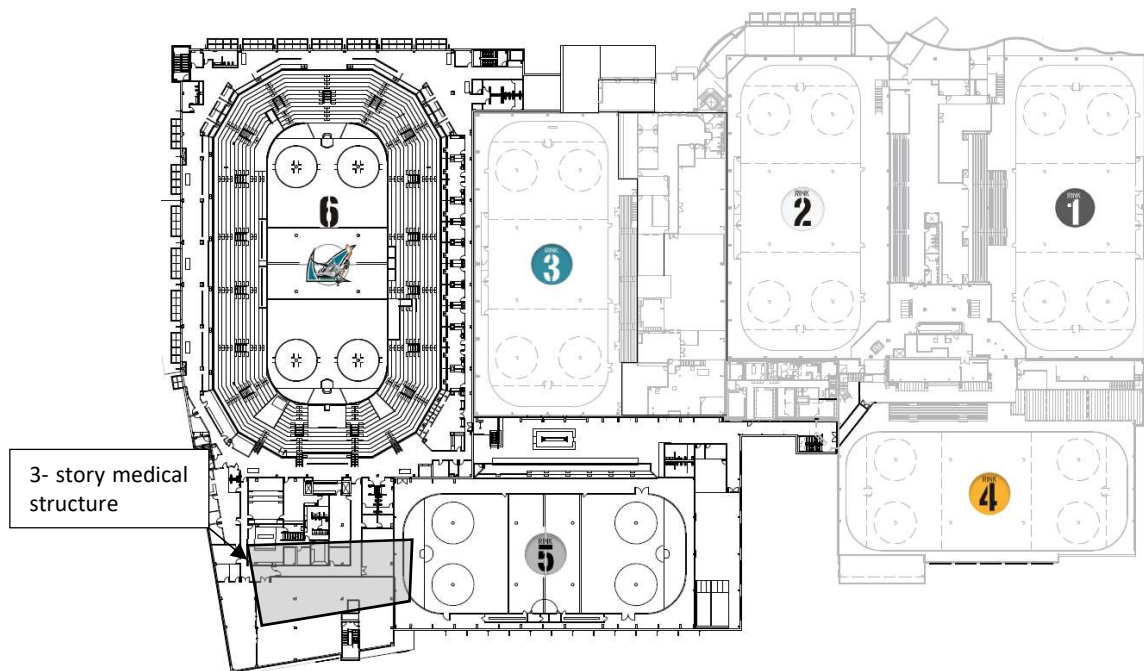 6
RINK
3
RINK
2
RINK
1
3- story medical
structure
RINK
4
RINK
5